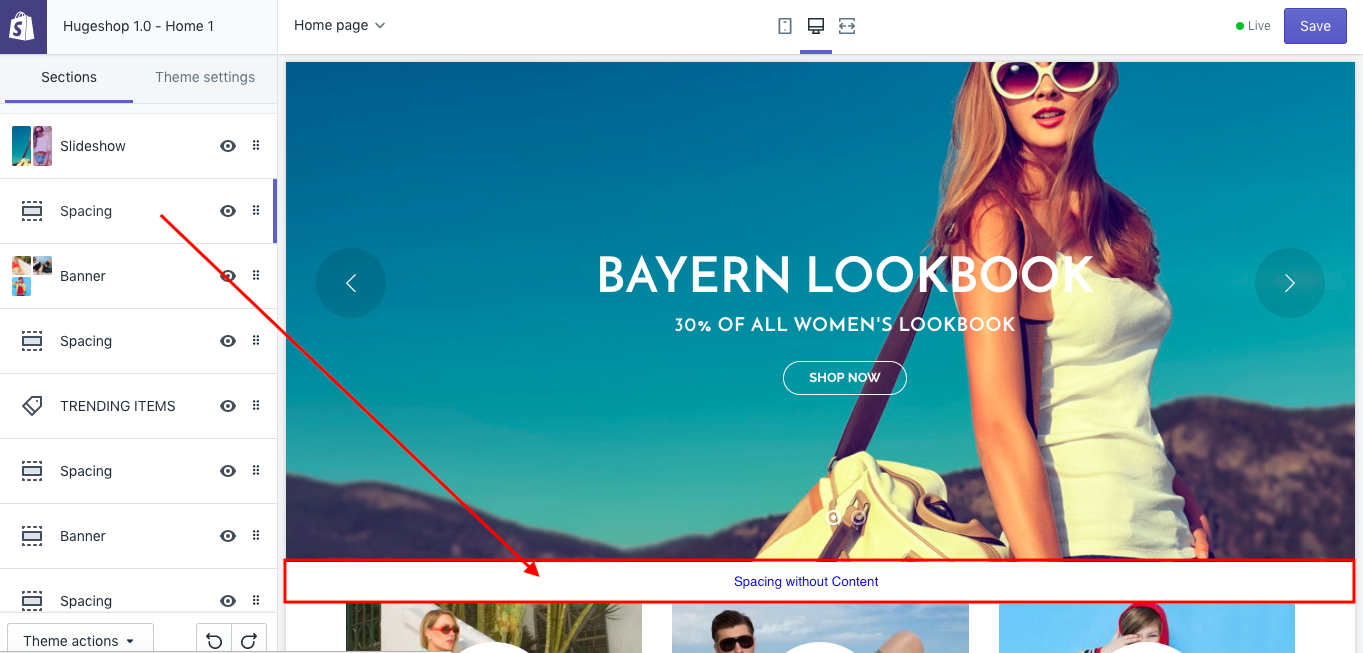 Hugeshop 1.0 - Home 1
Home page
Live
Save
Sections
Theme settings
Slideshow
Spacing
Banner
Spacing
TRENDING ITEMS
Spacing
Banner
Spacing
Theme actions
BAYERN LOOKBOOK
30% OF ALL WOMEN'S LOOKBOOK
SHOP NOW
Spacing without Content